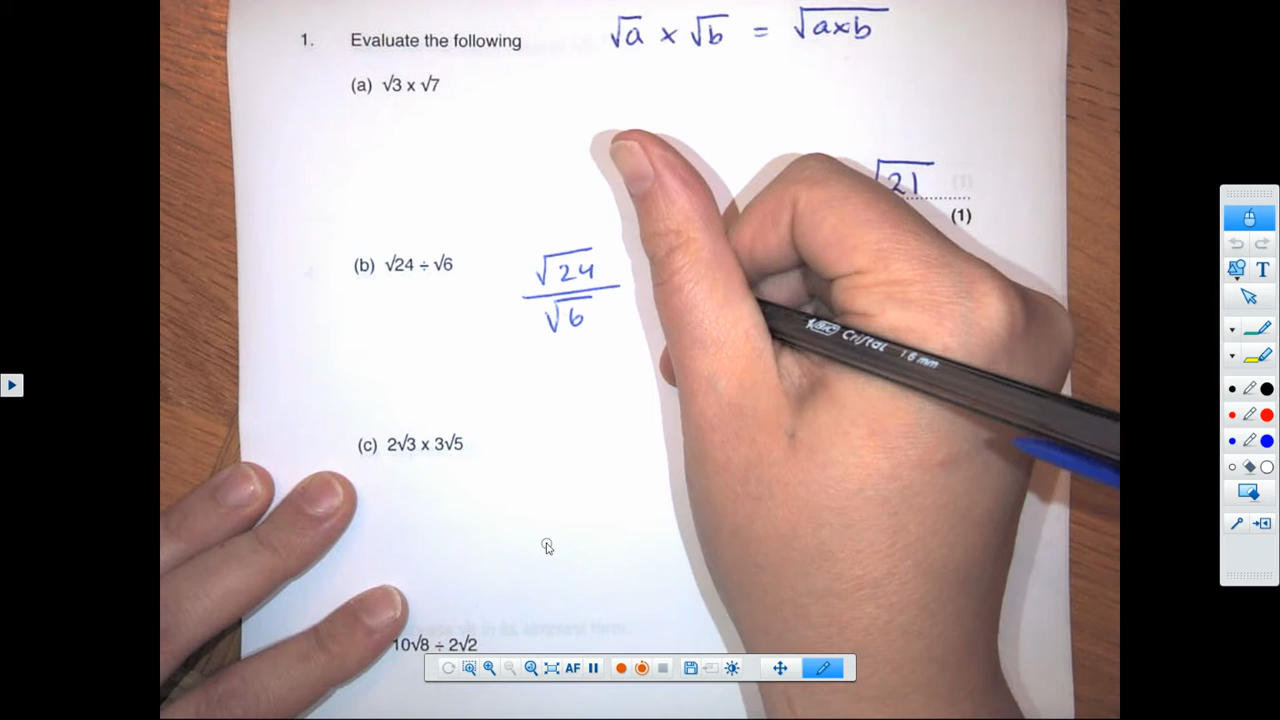 1. Evaluate the following √a × √b = √a×b
(a) √3 x √7
√21
(1)
(b) √24 ÷ √6 √24
√6
BIC Cristal 1.6 mm
(c) 2√3 x 3√5
10√8 ÷ 2√2
AF
T